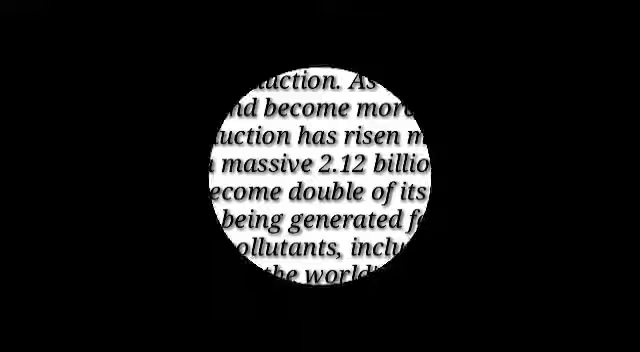 uction. As
nd become mor
uction has risen m
massive 2.12 billio
ecome double of its
being generated f
ollutants, inclu
the world'